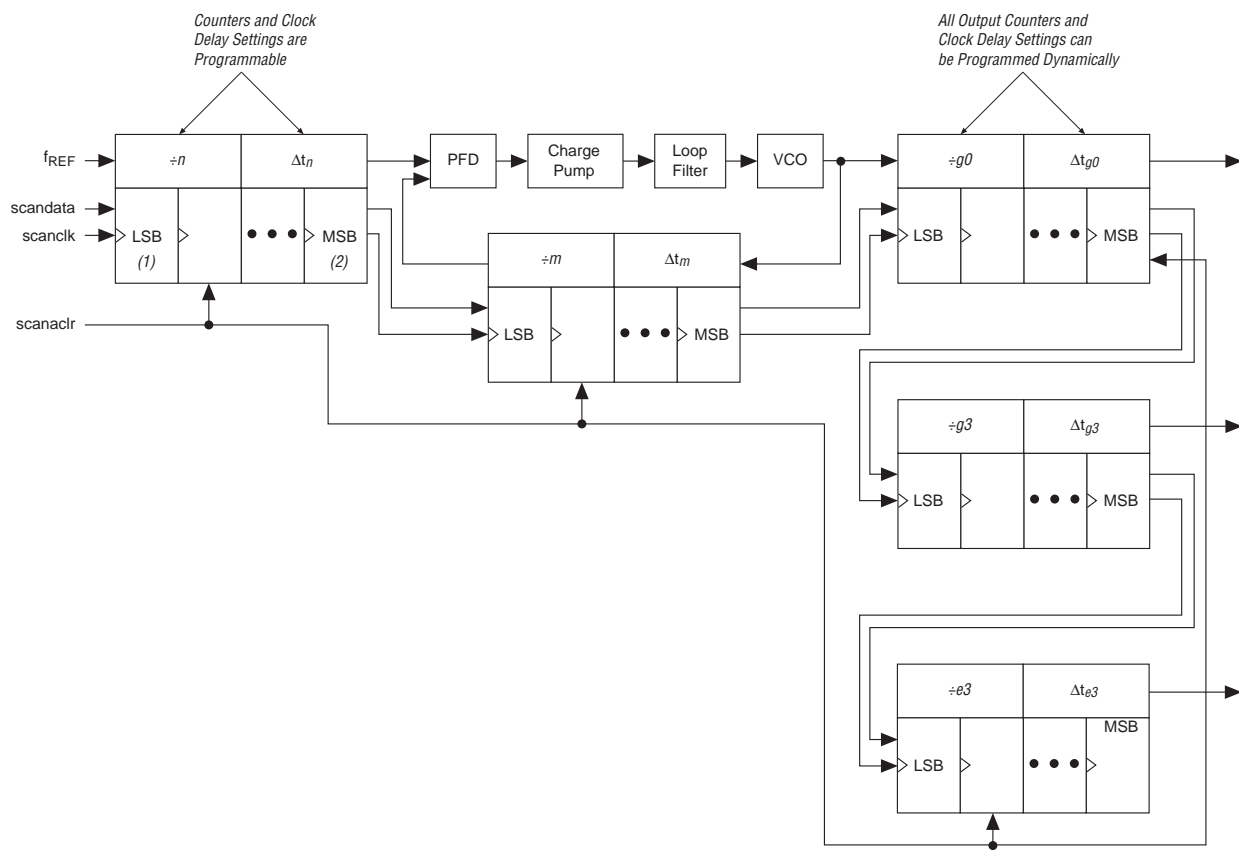 Counters and Clock
Delay Settings are
Programmable
All Output Counters and
Clock Delay Settings can
be Programmed Dynamically
fREF
÷n
Δtn
PFD
Charge
Pump
Loop
Filter
VCO
÷g0
Δtg0
scandata
scanclk
LSB
(1)
MSB
(2)
LSB
MSB
÷m
Δtm
scanaclr
LSB
MSB
÷g3
Δtg3
LSB
MSB
÷e3
Δte3
MSB
LSB